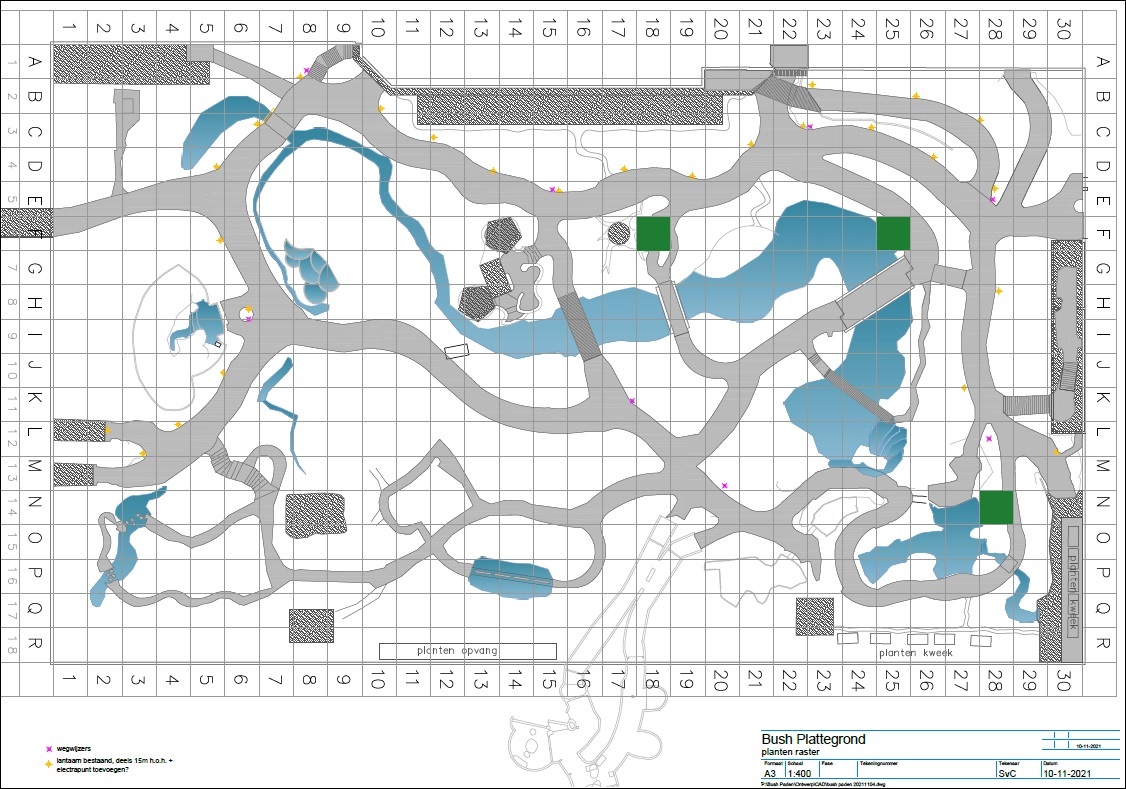 1 2 3 4 5 6 7 8 9 10 11 12 13 14 15 16 17 18 19 20 21 22 23 24 25 26 27 28 29 30
1 A A
2 B B
3 C C
4 D D
5 E E
F F
7 G G
8 H H
9 I I
10 J J
11 K K
12 L L
13 M M
14 N N
15 O O
16 P P
17 Q Q
18 R R
planten kweek
planten opvang
planten kweek
1 2 3 4 5 6 7 8 9 10 11 12 13 14 15 16 17 18 19 20 21 22 23 24 25 26 27 28 29 30
wegwijzers
lantaarn bestaand, deels 15m h.o.h. +
electrapunt toevoegen?
Bush Plattegrond
planten raster
10-11-2021
Formaat Schaal Fase Tekeningnummer Tekenaar Datum
A3 1:400 SvC 10-11-2021
P:\Bush Paden\Ontwerp\CAD\bush paden 20211104.dwg